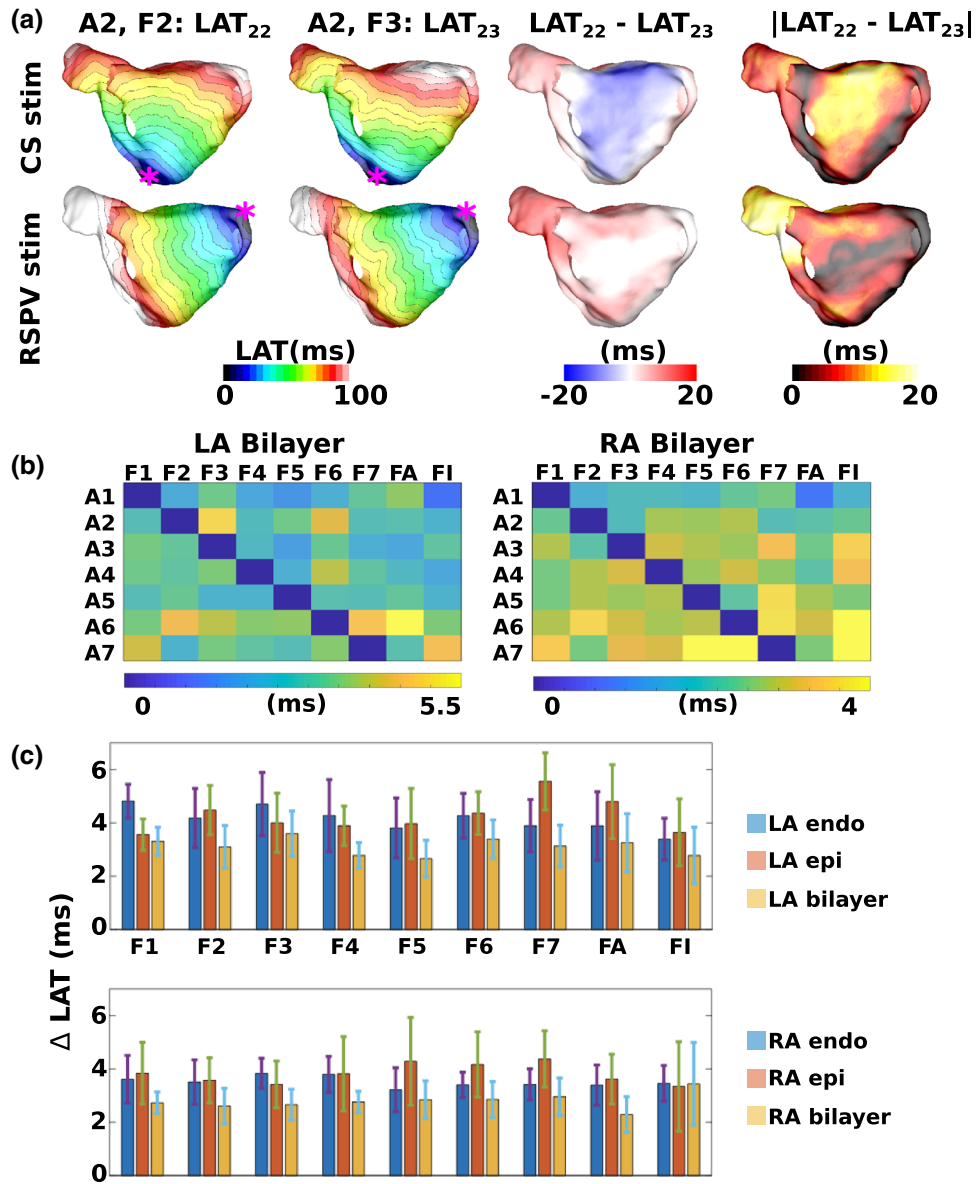 (a)
A2, F2: LAT22
A2, F3: LAT23
LAT22 - LAT23
|LAT22 - LAT23|
CS stim
*
*
RSPV stim
*
*
LAT(ms)
0 100
(ms)
-20 20
(ms)
0 20
(b)
LA Bilayer
F1 F2 F3 F4 F5 F6 F7 FA FI
A1
A2
A3
A4
A5
A6
A7
0 (ms) 5.5
RA Bilayer
F1 F2 F3 F4 F5 F6 F7 FA FI
A1
A2
A3
A4
A5
A6
A7
0 (ms) 4
(c)
Δ LAT (ms)
6
4
2
0
F1 F2 F3 F4 F5 F6 F7 FA FI
LA endo
LA epi
LA bilayer
6
4
2
0
RA endo
RA epi
RA bilayer